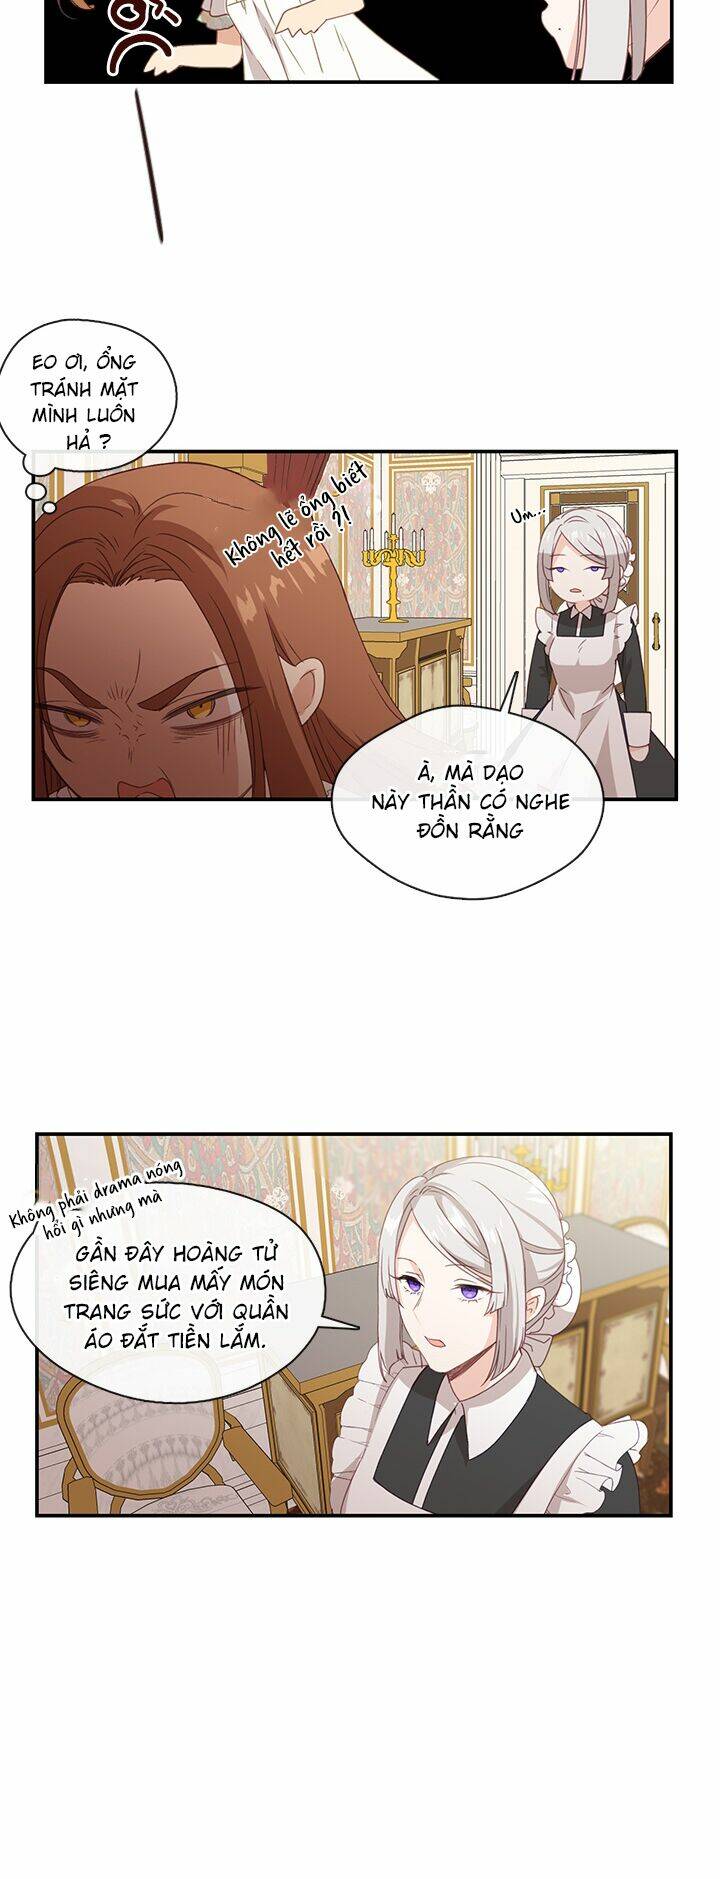 EO ƠI, ỔNG
TRÁNH MẶT
MÌNH LUÔN
HẢ ?
Không lẽ ổng biết
hết rồi ?!
Um...
À, MÀ DẠO
NÀY THẦN CÓ NGHE
ĐỒN RẰNG
Không phải drama nóng
hổi gì nhưng mà
GẦN ĐÂY HOÀNG TỬ
SIÊNG MUA MẤY MÓN
TRANG SỨC VỚI QUẦN
ÁO ĐẮT TIỀN LẮM.